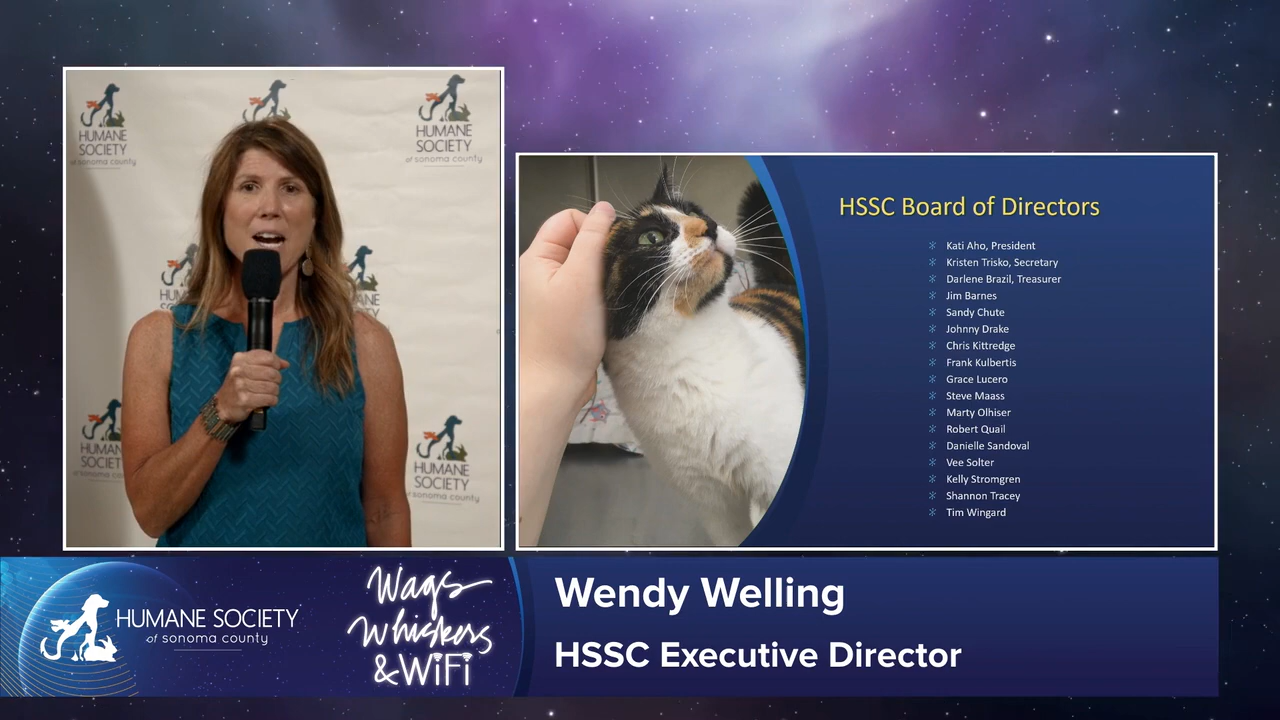 HUMANE
SOCIETY
of sonoma county
HUMANE
SOCIETY
of sonoma county
HUMANE
SOCIETY
of sonoma county
HSSC Board of Directors
Kati Aho, President
Kristen Trisko, Secretary
Darlene Brazil, Treasurer
Jim Barnes
Sandy Chute
Johnny Drake
Chris Kittredge
Frank Kulbertis
Grace Lucero
Steve Maass
Marty Olhiser
Robert Quail
Danielle Sandoval
Vee Solter
Kelly Stromgren
Shannon Tracey
Tim Wingard
HUMANE SOCIETY
of sonoma county
Wags
Whiskers
& WiFi
Wendy Welling
HSSC Executive Director